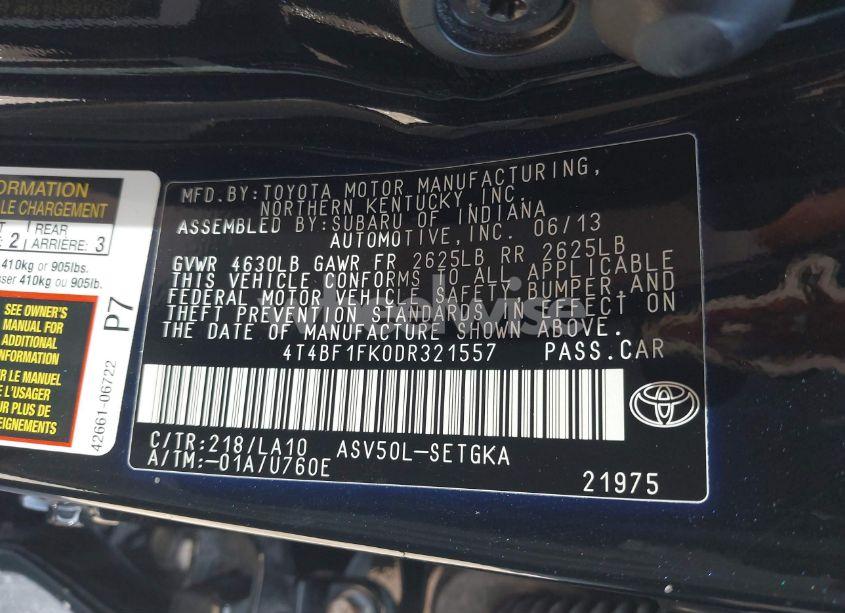 ORMATION
LE CHARGEMENT
T 2 REAR
ARRIÈRE: 3
410kg or 905lbs.
ser 410kg ou 905lb.
SEE OWNER'S
MANUAL FOR
ADDITIONAL
INFORMATION
R LE MANUEL
E L'USAGER
UR PLUS DE
EIGNEMENTS
P7
42661-06722
MFD.BY:TOYOTA MOTOR MANUFACTURING,
NORTHERN KENTUCKY,INC.
ASSEMBLED BY:SUBARU OF INDIANA
AUTOMOTIVE,INC. 06/13
GVWR 4630LB GAWR FR 2625LB RR 2625LB
THIS VEHICLE CONFORMS TO ALL APPLICABLE
FEDERAL MOTOR VEHICLE SAFETY,BUMPER AND
THEFT PREVENTION STANDARDS IN EFFECT ON
THE DATE OF MANUFACTURE SHOWN ABOVE.
4T4BF1FK0DR321557 PASS.CAR
C/TR:218/LA10 ASV50L-SETGKA
A/TM:-01A/U760E
21975
TOYOTA